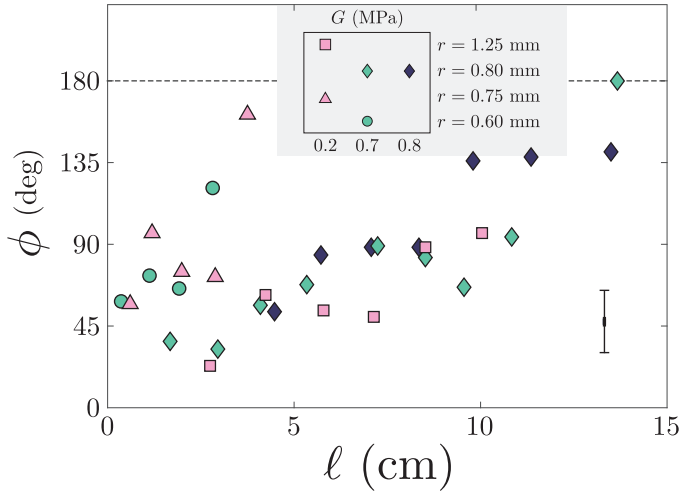 G (MPa)
r = 1.25 mm
r = 0.80 mm
r = 0.75 mm
r = 0.60 mm
0.2 0.7 0.8
180
135
90
45
0
ϕ (deg)
0 5 10 15
ℓ (cm)